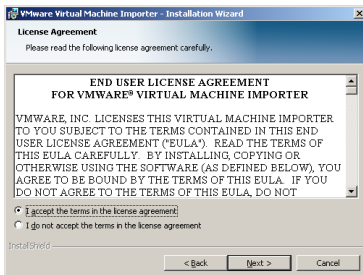 VMware Virtual Machine Importer - Installation Wizard
License Agreement
Please read the following license agreement carefully.
END USER LICENSE AGREEMENT
FOR VMWARE® VIRTUAL MACHINE IMPORTER
VMWARE, INC. LICENSES THIS VIRTUAL MACHINE IMPORTER
TO YOU SUBJECT TO THE TERMS CONTAINED IN THIS END
USER LICENSE AGREEMENT ("EULA"). READ THE TERMS OF
THIS EULA CAREFULLY. BY INSTALLING, COPYING OR
OTHERWISE USING THE SOFTWARE (AS DEFINED BELOW), YOU
AGREE TO BE BOUND BY THE TERMS OF THIS EULA. IF YOU
DO NOT AGREE TO THE TERMS OF THIS EULA, DO NOT
I accept the terms in the license agreement
I do not accept the terms in the license agreement
InstallShield
< Back
Next >
Cancel